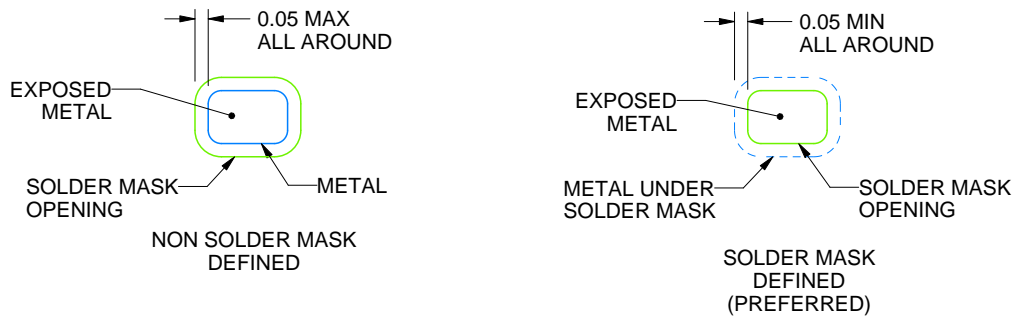 0.05 MAX
ALL AROUND
EXPOSED
METAL
SOLDER MASK
OPENING
METAL
NON SOLDER MASK
DEFINED
0.05 MIN
ALL AROUND
EXPOSED
METAL
METAL UNDER
SOLDER MASK
SOLDER MASK
OPENING
SOLDER MASK
DEFINED
(PREFERRED)